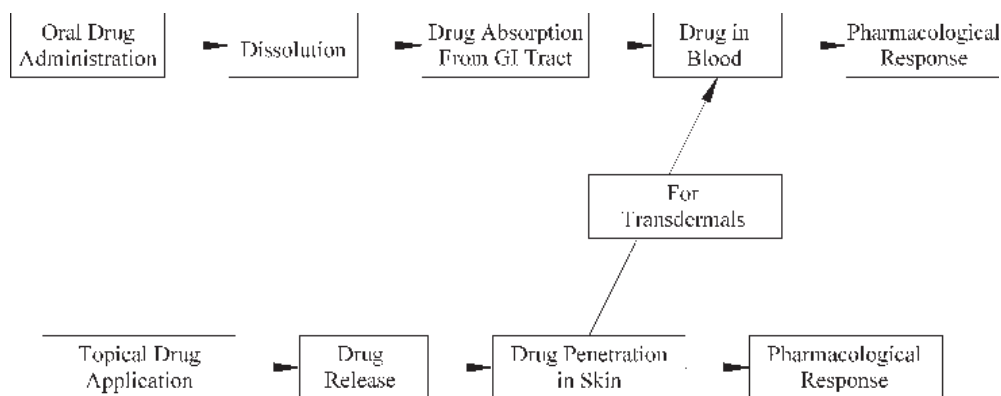 Oral Drug
Administration
Dissolution
Drug Absorption
From GI Tract
Drug in
Blood
Pharmacological
Response
For
Transdermals
Topical Drug
Application
Drug
Release
Drug Penetration
in Skin
Pharmacological
Response